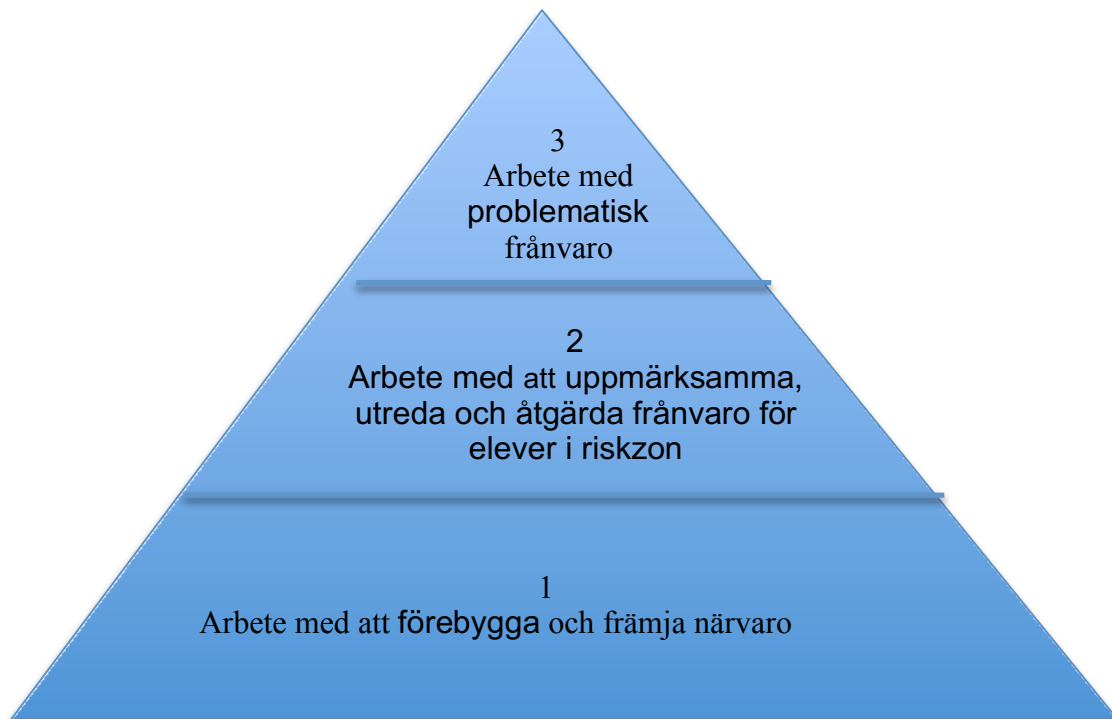 3
Arbete med
problematisk
frånvaro
2
Arbete med att uppmärksamma,
utreda och åtgärda frånvaro för
elever i riskzon
1
Arbete med att förebygga och främja närvaro